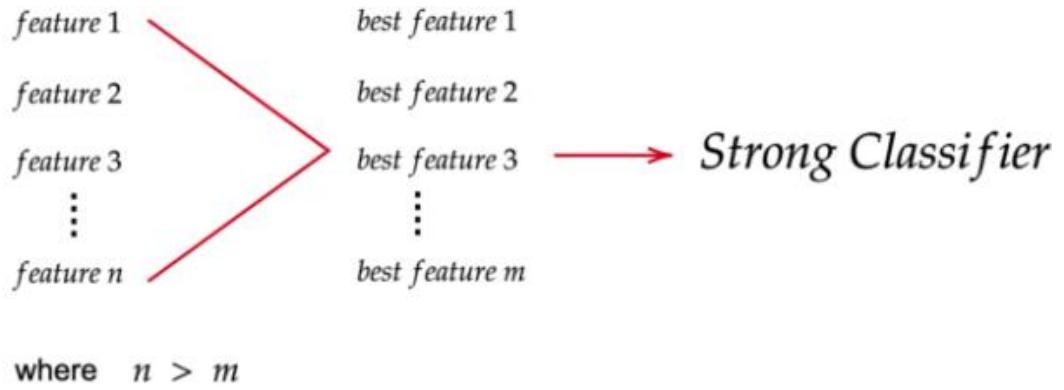 feature 1
feature 2
feature 3
feature n
best feature 1
best feature 2
best feature 3
best feature m
Strong Classifier
where n > m